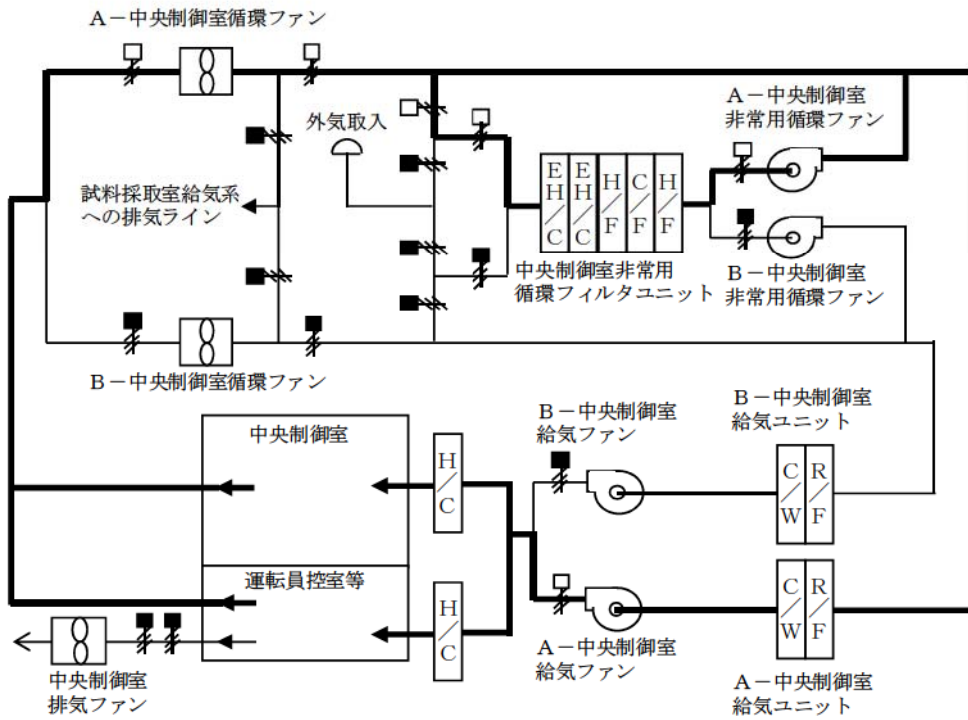 A－中央制御室循環ファン
外気取入
A－中央制御室
非常用循環ファン
試料採取室給気系
への排気ライン
EH/C
EH/C
H/F
C/F
H/F
中央制御室非常用
循環フィルタユニット
B－中央制御室
非常用循環ファン
B－中央制御室循環ファン
中央制御室
H/C
B－中央制御室
給気ファン
B－中央制御室
給気ユニット
C/W
R/F
運転員控室等
H/C
A－中央制御室
給気ファン
C/W
R/F
A－中央制御室
給気ユニット
中央制御室
排気ファン